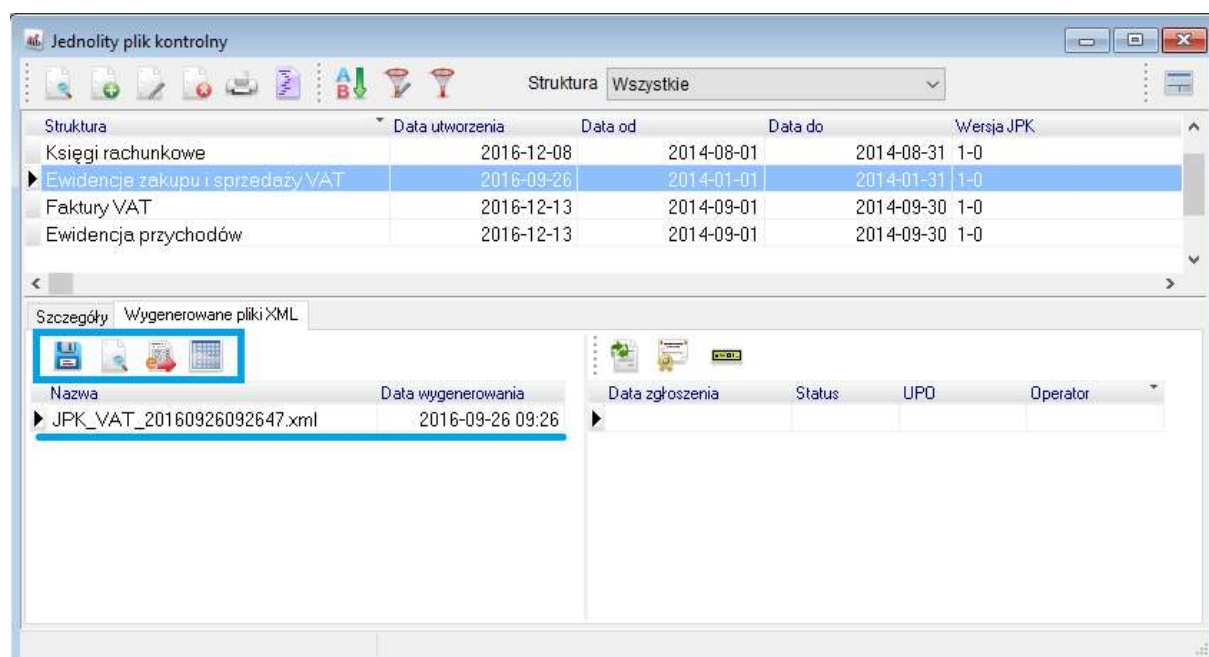 Jednolity plik kontrolny
Struktura Wszystkie
Struktura Data utworzenia Data od Data do Wersja JPK
Księgi rachunkowe 2016-12-08 2014-08-01 2014-08-31 1-0
Ewidencje zakupu i sprzedaży VAT 2016-09-26 2014-01-01 2014-01-31 1-0
Faktury VAT 2016-12-13 2014-09-01 2014-09-30 1-0
Ewidencja przychodów 2016-12-13 2014-09-01 2014-09-30 1-0
Szczegóły Wygenerowane pliki XML
Nazwa Data wygenerowania Data zgłoszenia Status UPO Operator
JPK_VAT_20160926092647.xml 2016-09-26 09:26